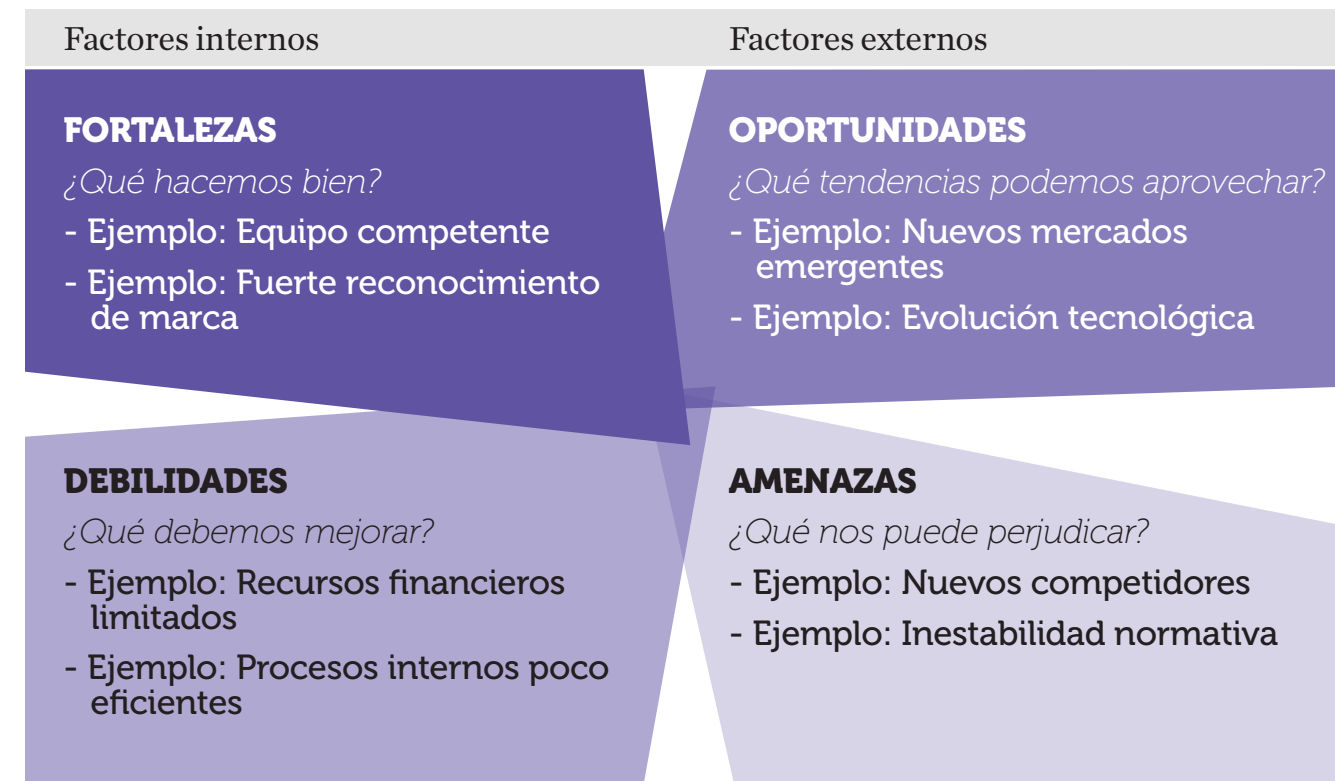 Factores internos
Factores externos
FORTALEZAS
¿Qué hacemos bien?
- Ejemplo: Equipo competente
- Ejemplo: Fuerte reconocimiento
de marca
OPORTUNIDADES
¿Qué tendencias podemos aprovechar?
- Ejemplo: Nuevos mercados
emergentes
- Ejemplo: Evolución tecnológica
DEBILIDADES
¿Qué debemos mejorar?
- Ejemplo: Recursos financieros
limitados
- Ejemplo: Procesos internos poco
eficientes
AMENAZAS
¿Qué nos puede perjudicar?
- Ejemplo: Nuevos competidores
- Ejemplo: Inestabilidad normativa